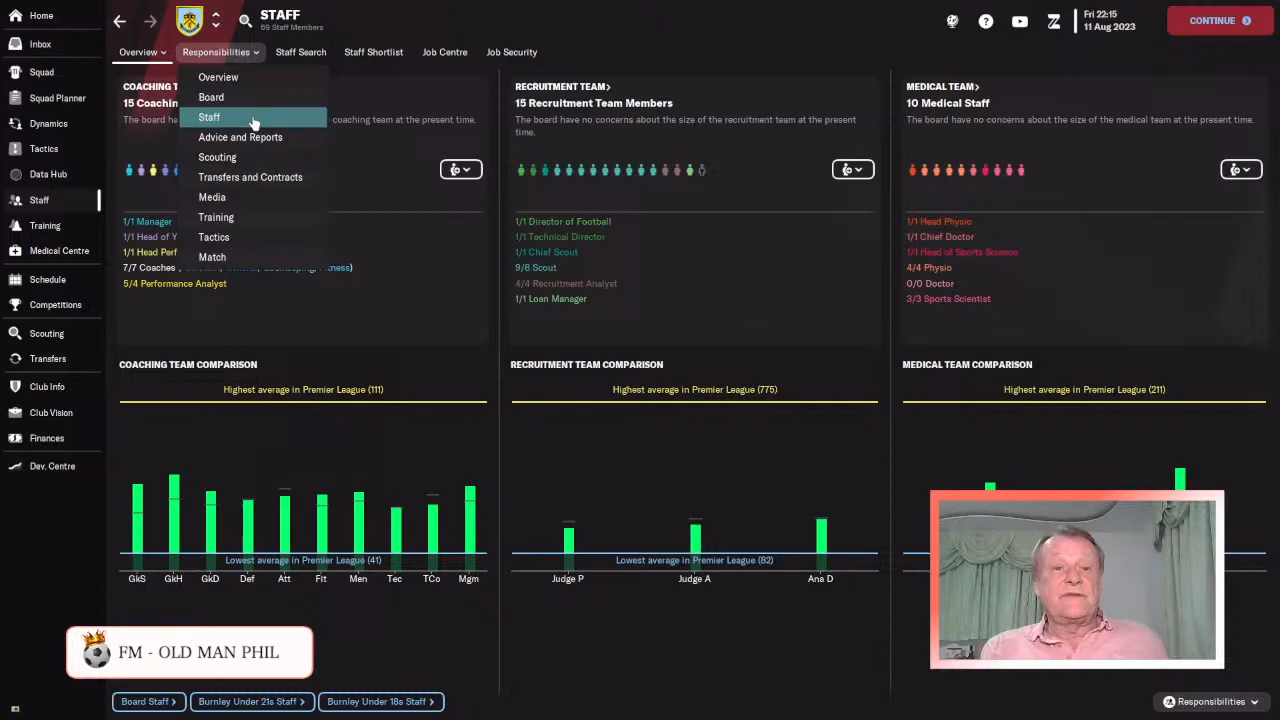 Home
Inbox
Squad
Squad Planner
Dynamics
Tactics
Data Hub
Staff
Training
Medical Centre
Schedule
Competitions
Scouting
Transfers
Club Info
Club Vision
Finances
Dev. Centre
STAFF
69 Staff Members
Fri 22:15
11 Aug 2023
CONTINUE
Overview
Responsibilities
Staff Search
Staff Shortlist
Job Centre
Job Security
Overview
Board
Staff
Advice and Reports
Scouting
Transfers and Contracts
Media
Training
Tactics
Match
COACHING T
15 Coachin
The board ha
coaching team at the present time.
1/1 Manager
1/1 Head of Y
1/1 Head Perf
7/7 Coaches
Fitness)
5/4 Performance Analyst
RECRUITMENT TEAM
15 Recruitment Team Members
The board have no concerns about the size of the recruitment team at the present
time.
1/1 Director of Football
1/1 Technical Director
1/1 Chief Scout
9/8 Scout
4/4 Recruitment Analyst
1/1 Loan Manager
MEDICAL TEAM
10 Medical Staff
The board have no concerns about the size of the medical team at the present time.
1/1 Head Physio
1/1 Chief Doctor
1/1 Head of Sports Science
4/4 Physio
0/0 Doctor
3/3 Sports Scientist
COACHING TEAM COMPARISON
Highest average in Premier League (111)
Lowest average in Premier League (41)
GkS GkH GkD Def Att Fit Men Tec TCo Mgm
RECRUITMENT TEAM COMPARISON
Highest average in Premier League (775)
Lowest average in Premier League (82)
Judge P Judge A Ana D
MEDICAL TEAM COMPARISON
Highest average in Premier League (211)
FM - OLD MAN PHIL
Board Staff
Burnley Under 21s Staff
Burnley Under 18s Staff
Responsibilities